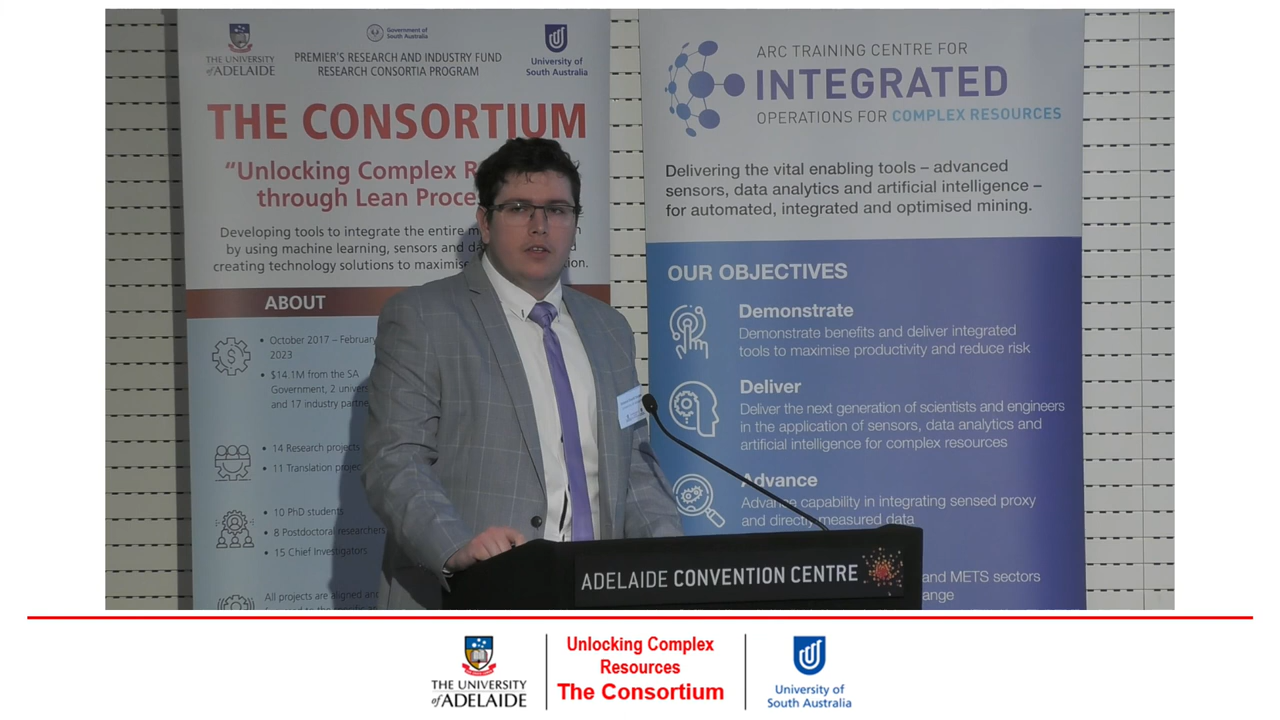 THE UNIVERSITY
of ADELAIDE
Government of
South Australia
PREMIER'S RESEARCH AND INDUSTRY FUND
RESEARCH CONSORTIA PROGRAM
University of
South Australia
THE CONSORTIUM
"Unlocking Complex R
through Lean Proce
Developing tools to integrate the entire m
by using machine learning, sensors and da
creating technology solutions to maximise
ion.
ABOUT
October 2017 – February
2023
$14.1M from the SA
Government, 2 univers
and 17 industry partne
14 Research projects
11 Translation projec
10 PhD students
8 Postdoctoral researchers
15 Chief Investigators
All projects are aligned and
ARC TRAINING CENTRE FOR
INTEGRATED
OPERATIONS FOR COMPLEX RESOURCES
Delivering the vital enabling tools – advanced
sensors, data analytics and artificial intelligence –
for automated, integrated and optimised mining.
OUR OBJECTIVES
Demonstrate
Demonstrate benefits and deliver integrated
tools to maximise productivity and reduce risk
Deliver
Deliver the next generation of scientists and engineers
in the application of sensors, data analytics and
artificial intelligence for complex resources
Advance
Advance capability in integrating sensed proxy
and directly measured data
and METS sectors
ange
ADELAIDE CONVENTION CENTRE
THE UNIVERSITY
of ADELAIDE
Unlocking Complex
Resources
The Consortium
University of
South Australia